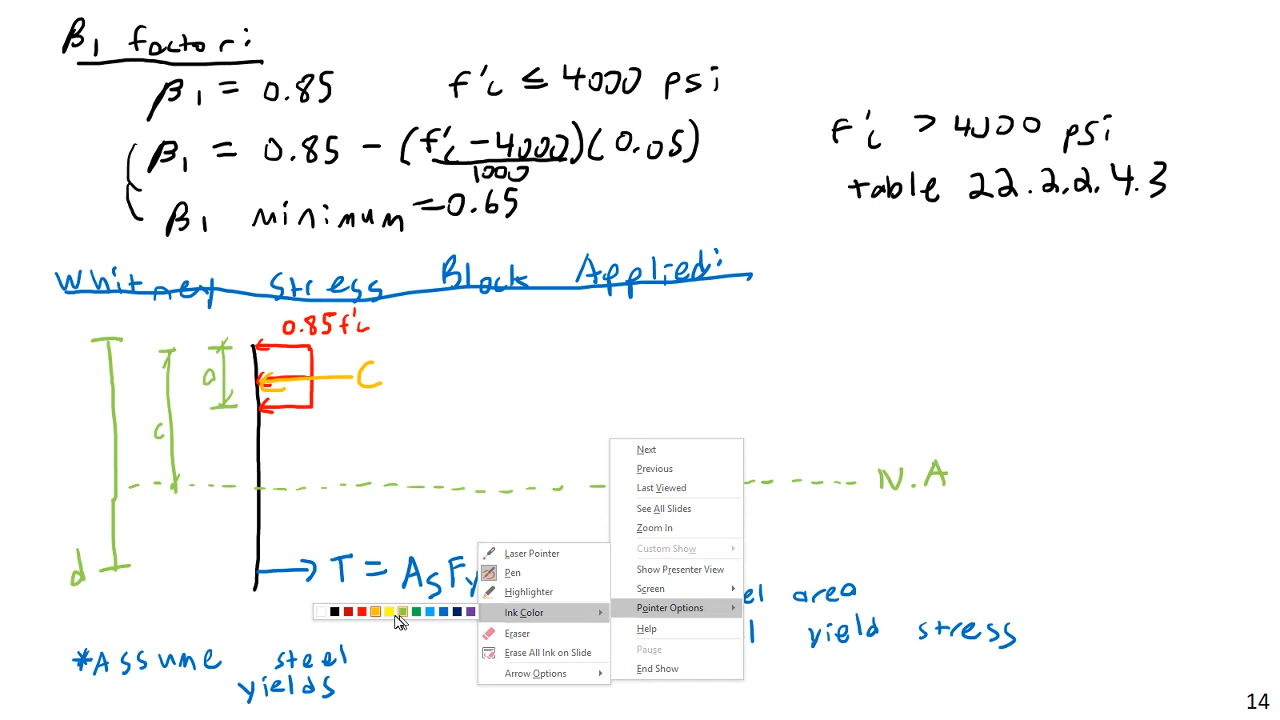 β1 factor:
β1 = 0.85 f'c ≤ 4000 psi
β1 = 0.85 - (f'c - 4000)(0.05)
1000
β1 minimum = 0.65
f'c > 4000 psi
table 22.2.2.4.3
Whitney Stress Block Applied:
0.85f'c
a
C
c
N.A
d
T = AsFy
el area
l yield stress
*Assume steel
yields
Next
Previous
Last Viewed
See All Slides
Zoom In
Custom Show
Show Presenter View
Screen
Pointer Options
Help
Pause
End Show
Laser Pointer
Pen
Highlighter
Ink Color
Eraser
Erase All Ink on Slide
Arrow Options
14